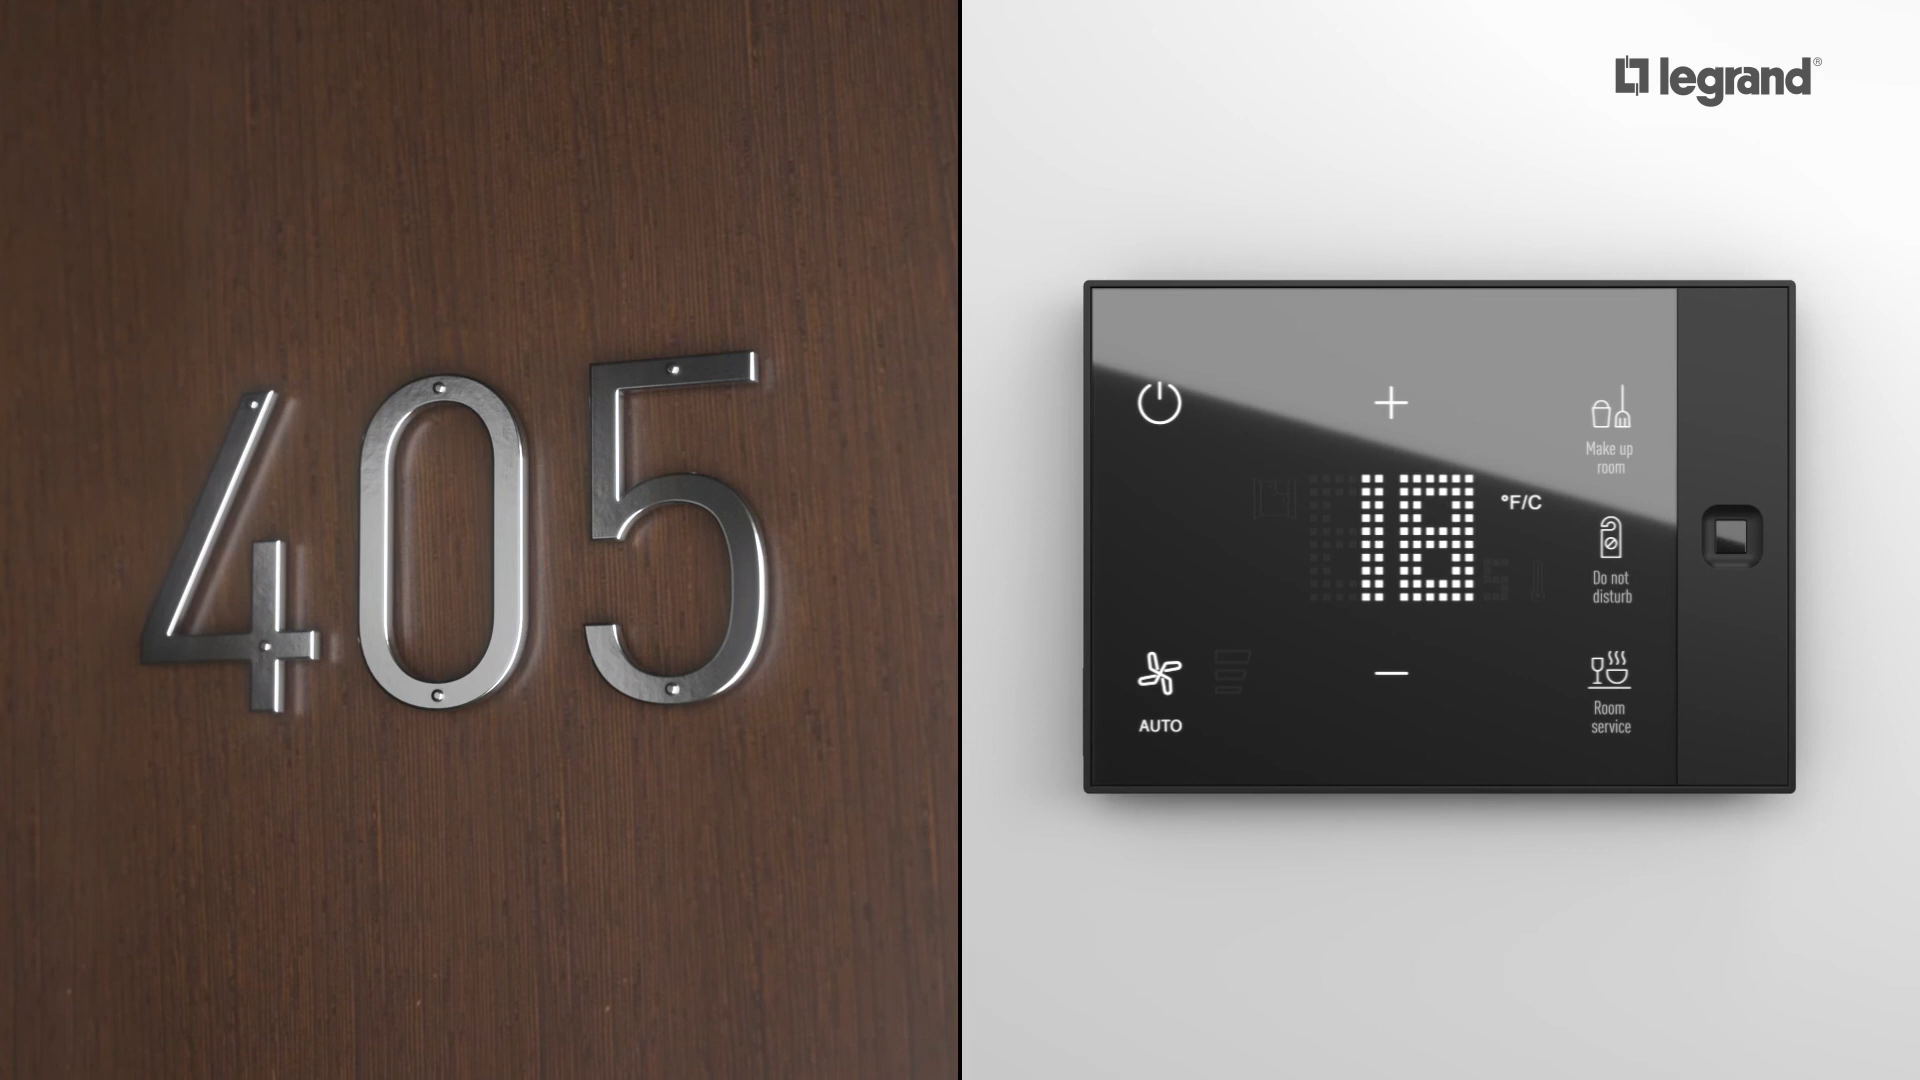 405
legrand®
Make up
room
18
°F/C
Do not
disturb
AUTO
Room
service